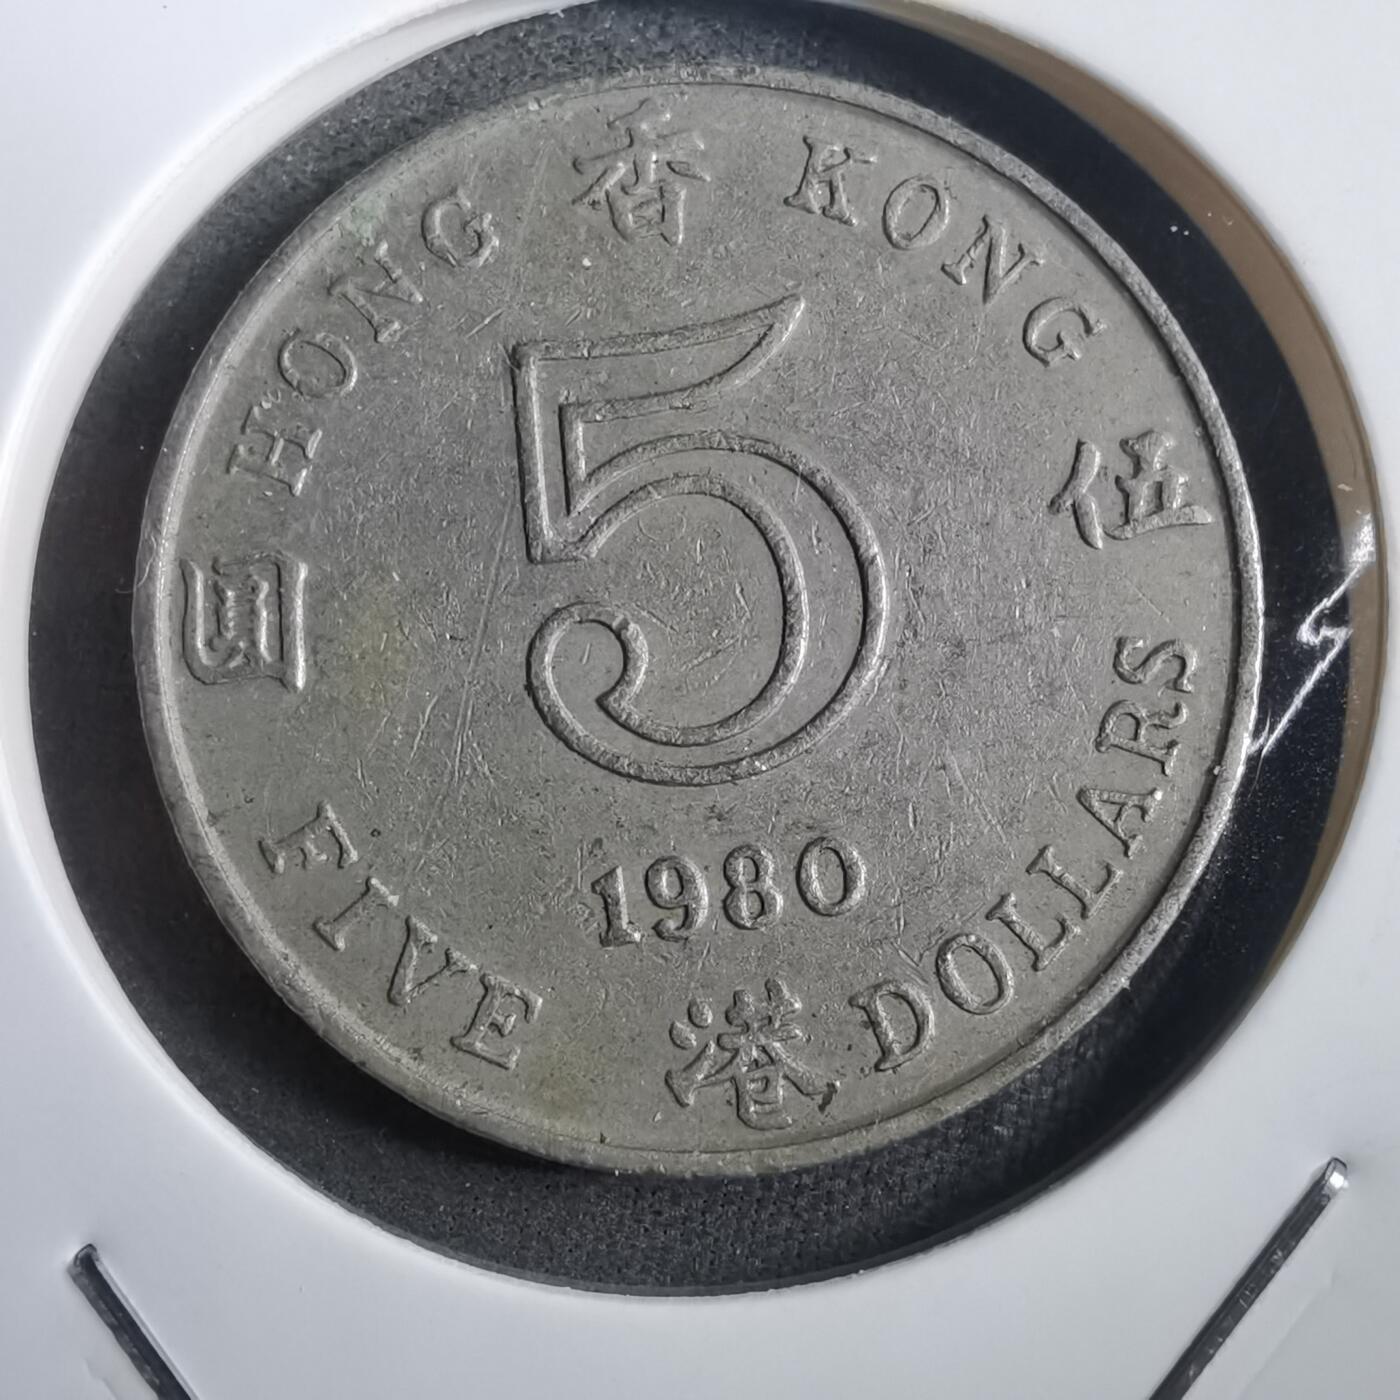 HONG 香 KONG
伍
圓
5
1980
FIVE 港 DOLLARS